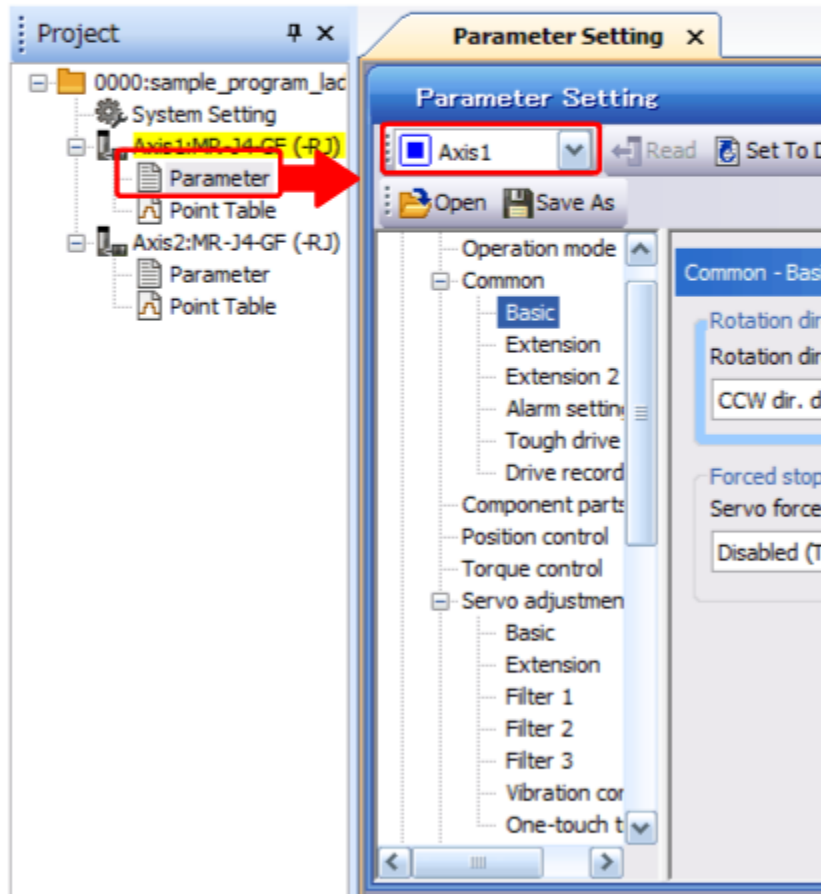 Project
0000:sample_program_lad
System Setting
Axis1:MR-J4-GF (-RJ)
Parameter
Point Table
Axis2:MR-J4-GF (-RJ)
Parameter
Point Table
Parameter Setting
Parameter Setting
Axis1
Read
Set To D
Open
Save As
Operation mode
Common
Basic
Extension
Extension 2
Alarm setting
Tough drive
Drive record
Component parts
Position control
Torque control
Servo adjustmen
Basic
Extension
Filter 1
Filter 2
Filter 3
Vibration con
One-touch t
Common - Bas
Rotation dir
Rotation dir
CCW dir. d
Forced stop
Servo force
Disabled (T